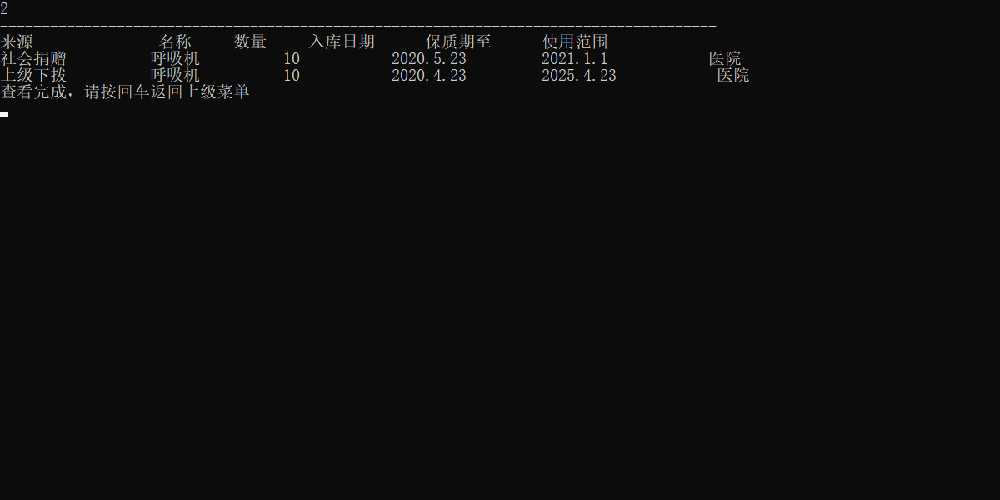 2
======================================================================================
来源               名称     数量     入库日期      保质期至      使用范围
社会捐赠          呼吸机          10           2020.5.23         2021.1.1            医院
上级下拨          呼吸机          10           2020.4.23         2025.4.23            医院
查看完成，请按回车返回上级菜单